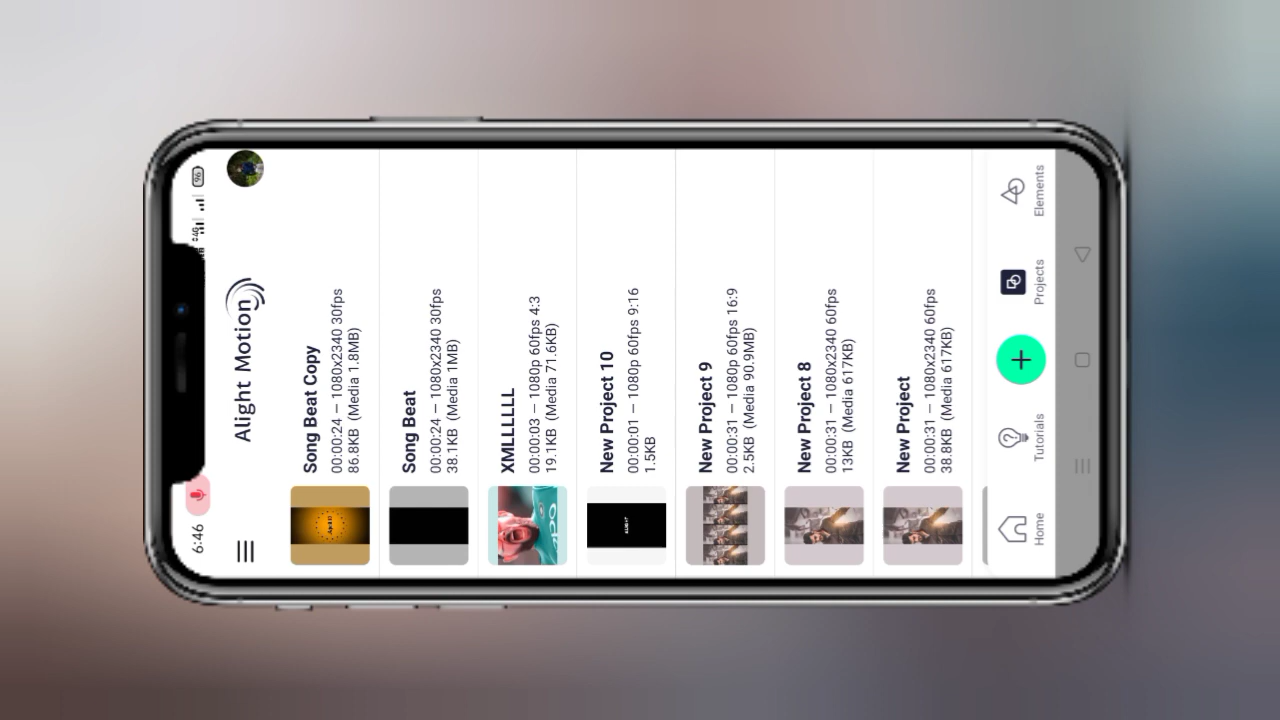 6:46
96
Alight Motion
Song Beat Copy
00:00:24 — 1080x2340 30fps
86.8KB (Media 1.8MB)
Song Beat
00:00:24 — 1080x2340 30fps
38.1KB (Media 1MB)
XMLLLLLL
00:00:03 — 1080p 60fps 4:3
19.1KB (Media 71.6KB)
New Project 10
00:00:01 — 1080p 60fps 9:16
1.5KB
New Project 9
00:00:31 — 1080p 60fps 16:9
2.5KB (Media 90.9MB)
New Project 8
00:00:31 — 1080x2340 60fps
13KB (Media 617KB)
New Project
00:00:31 — 1080x2340 60fps
38.8KB (Media 617KB)
Home
Tutorials
Projects
Elements